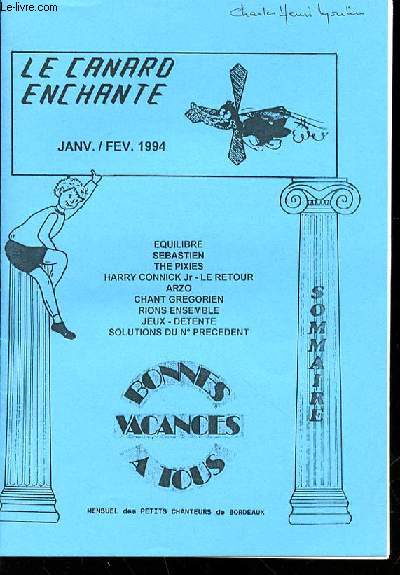 Le-livre.com
Charles Henri
LE CANARD
ENCHANTE
JANV. / FEV. 1994
EQUILIBRE
SEBASTIEN
THE PIXIES
HARRY CONNICK Jr - LE RETOUR
ARZO
CHANT GREGORIEN
RIONS ENSEMBLE
JEUX - DETENTE
SOLUTIONS DU N° PRECEDENT
SOMMAIRE
BONNES
VACANCES
A TOUS
MENSUEL des PETITS CHANTEURS de BORDEAUX